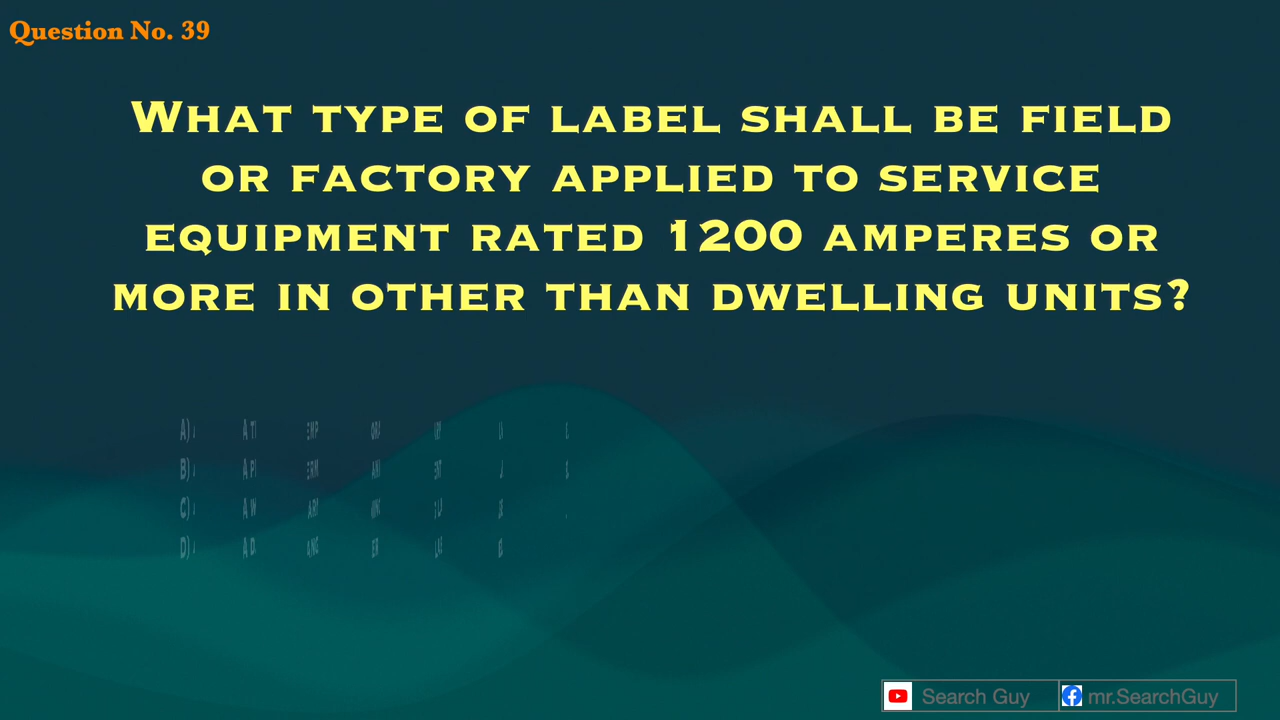 Question No. 39
What type of label shall be field
or factory applied to service
equipment rated 1200 amperes or
more in other than dwelling units?
A)
B)
C)
D)
Search Guy
mr.SearchGuy